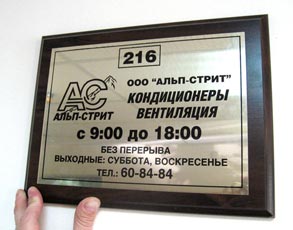 216
АС
АЛЬП-СТРИТ
ООО "АЛЬП-СТРИТ"
КОНДИЦИОНЕРЫ
ВЕНТИЛЯЦИЯ
с 9:00 до 18:00
БЕЗ ПЕРЕРЫВА
ВЫХОДНЫЕ: СУББОТА, ВОСКРЕСЕНЬЕ
ТЕЛ.: 60-84-84